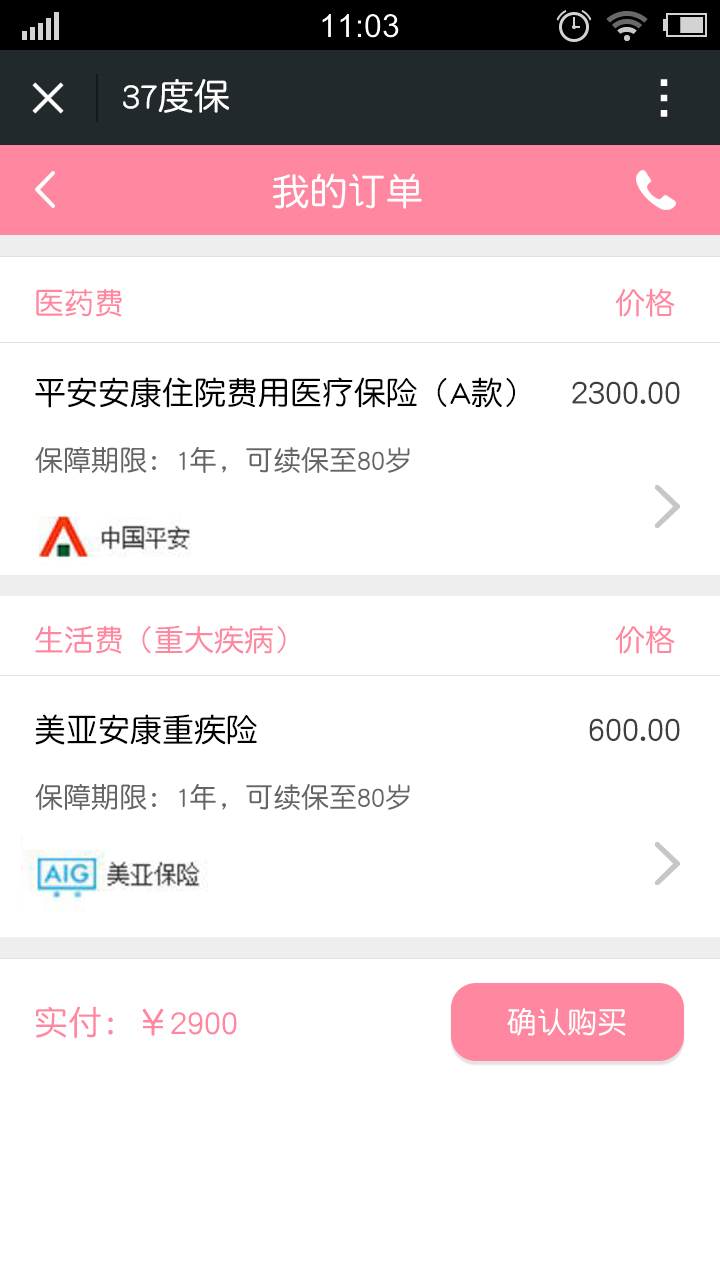 11:03
37度保
我的订单
医药费 价格
平安安康住院费用医疗保险（A款） 2300.00
保障期限：1年，可续保至80岁
中国平安
生活费（重大疾病） 价格
美亚安康重疾险 600.00
保障期限：1年，可续保至80岁
AIG 美亚保险
实付：￥2900 确认购买